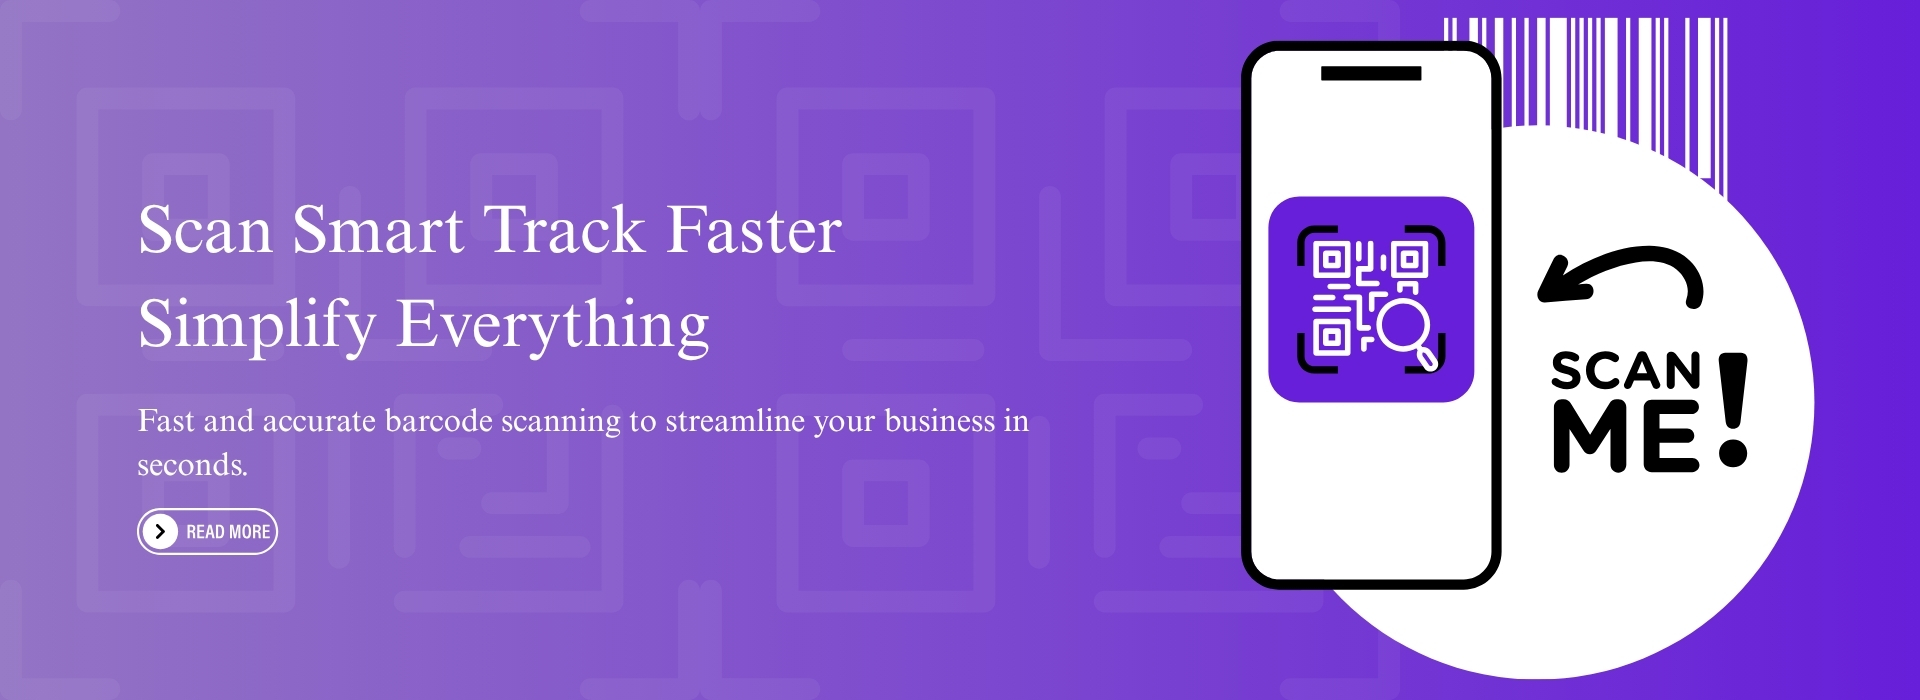 Scan Smart Track Faster
Simplify Everything
Fast and accurate barcode scanning to streamline your business in
seconds.
READ MORE
SCAN
ME!